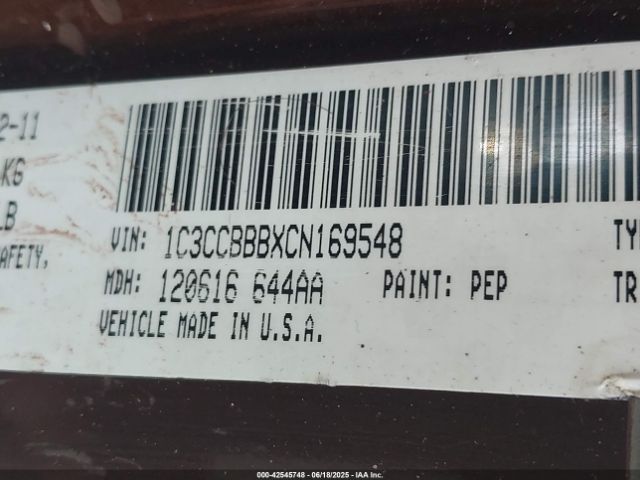 2-11
KG
LB
AFETY,
VIN: 1C3CCBBBXCN169548 TY
MDH: 120616 644AA PAINT: PEP TR
VEHICLE MADE IN U.S.A.
000-42545748 - 06/18/2025 - IAA Inc.